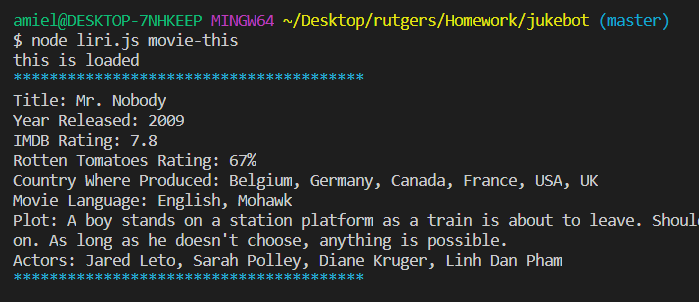 amiel@DESKTOP-7NHKEEP MINGW64 ~/Desktop/rutgers/Homework/jukebot (master)
$ node liri.js movie-this
this is loaded
***************************************
Title: Mr. Nobody
Year Released: 2009
IMDB Rating: 7.8
Rotten Tomatoes Rating: 67%
Country Where Produced: Belgium, Germany, Canada, France, USA, UK
Movie Language: English, Mohawk
Plot: A boy stands on a station platform as a train is about to leave. Shoul
on. As long as he doesn't choose, anything is possible.
Actors: Jared Leto, Sarah Polley, Diane Kruger, Linh Dan Pham
***************************************